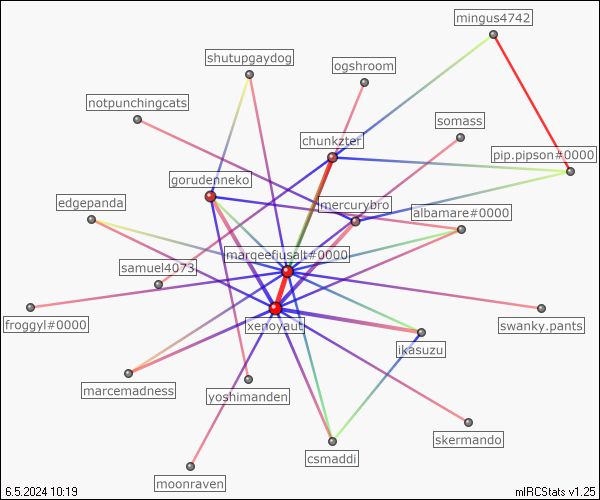 mingus4742
shutupgaydog
ogshroom
notpunchingcats
somass
chunkzter
pip.pipson#0000
gorudenneko
edgepanda
mercurybro
albamare#0000
marqeefiusalt#0000
samuel4073
froggyl#0000
xenoyaut
swanky.pants
ikasuzu
marcemadness
yoshimanden
skermando
csmaddi
moonraven
6.5.2024 10:19
mIRCStats v1.25